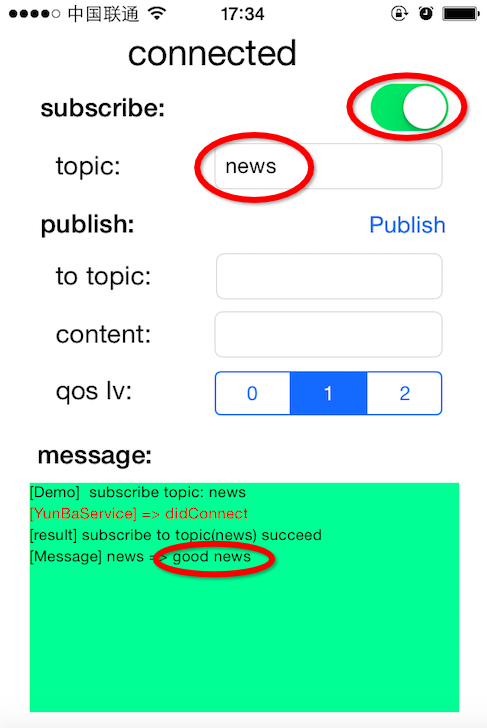 中国联通 17:34
connected
subscribe:
topic: news
publish: Publish
to topic:
content:
qos lv: 0 1 2
message:
[Demo]  subscribe topic: news
[YunBaService] => didConnect
[result] subscribe to topic(news) succeed
[Message] news => good news